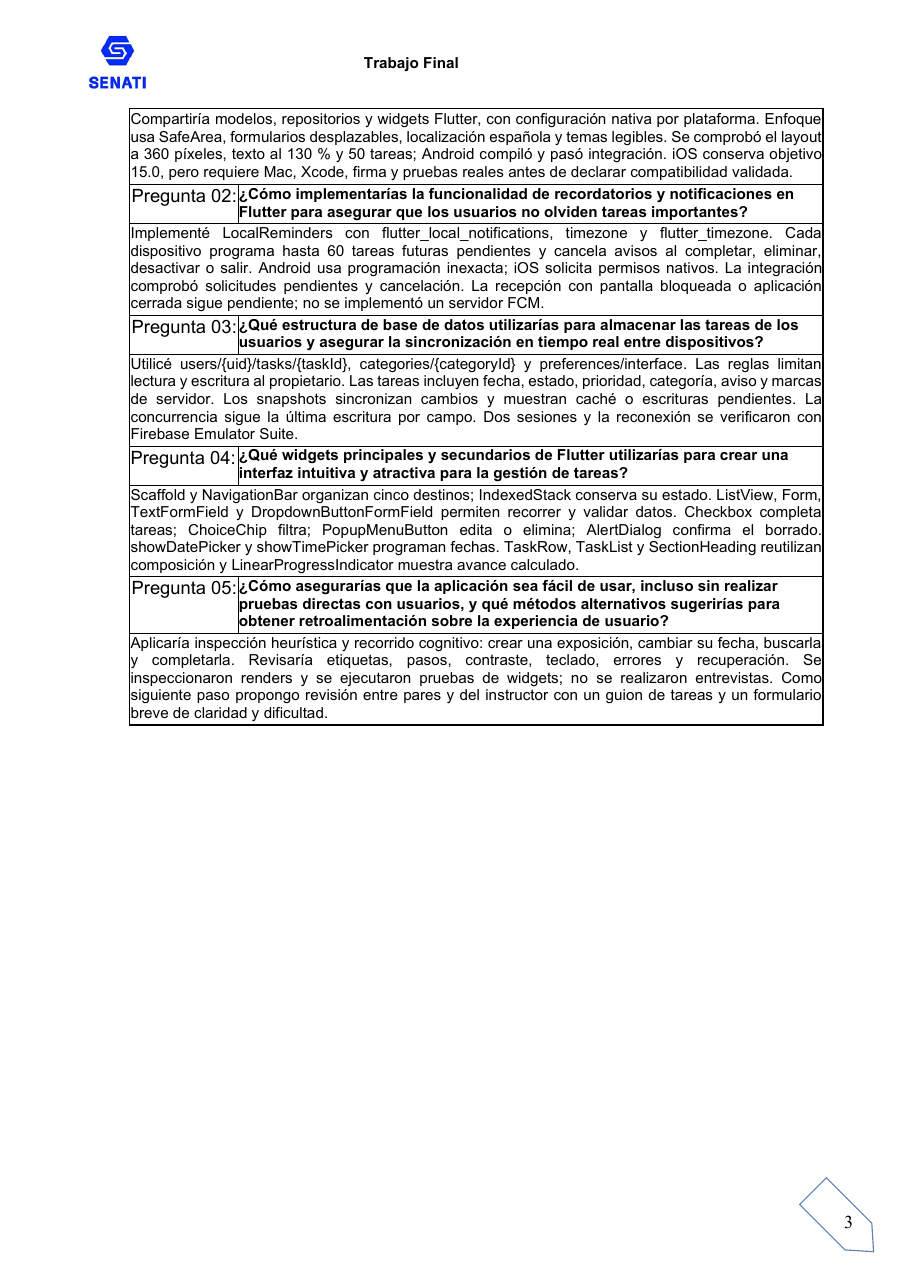 SENATI
Trabajo Final
Compartiría modelos, repositorios y widgets Flutter, con configuración nativa por plataforma. Enfoque
usa SafeArea, formularios desplazables, localización española y temas legibles. Se comprobó el layout
a 360 píxeles, texto al 130 % y 50 tareas; Android compiló y pasó integración. iOS conserva objetivo
15.0, pero requiere Mac, Xcode, firma y pruebas reales antes de declarar compatibilidad validada.
Pregunta 02: ¿Cómo implementarías la funcionalidad de recordatorios y notificaciones en
Flutter para asegurar que los usuarios no olviden tareas importantes?
Implementé LocalReminders con flutter_local_notifications, timezone y flutter_timezone. Cada
dispositivo programa hasta 60 tareas futuras pendientes y cancela avisos al completar, eliminar,
desactivar o salir. Android usa programación inexacta; iOS solicita permisos nativos. La integración
comprobó solicitudes pendientes y cancelación. La recepción con pantalla bloqueada o aplicación
cerrada sigue pendiente; no se implementó un servidor FCM.
Pregunta 03: ¿Qué estructura de base de datos utilizarías para almacenar las tareas de los
usuarios y asegurar la sincronización en tiempo real entre dispositivos?
Utilicé users/{uid}/tasks/{taskId}, categories/{categoryId} y preferences/interface. Las reglas limitan
lectura y escritura al propietario. Las tareas incluyen fecha, estado, prioridad, categoría, aviso y marcas
de servidor. Los snapshots sincronizan cambios y muestran caché o escrituras pendientes. La
concurrencia sigue la última escritura por campo. Dos sesiones y la reconexión se verificaron con
Firebase Emulator Suite.
Pregunta 04: ¿Qué widgets principales y secundarios de Flutter utilizarías para crear una
interfaz intuitiva y atractiva para la gestión de tareas?
Scaffold y NavigationBar organizan cinco destinos; IndexedStack conserva su estado. ListView, Form,
TextFormField y DropdownButtonFormField permiten recorrer y validar datos. Checkbox completa
tareas; ChoiceChip filtra; PopupMenuButton edita o elimina; AlertDialog confirma el borrado.
showDatePicker y showTimePicker programan fechas. TaskRow, TaskList y SectionHeading reutilizan
composición y LinearProgressIndicator muestra avance calculado.
Pregunta 05: ¿Cómo asegurarías que la aplicación sea fácil de usar, incluso sin realizar
pruebas directas con usuarios, y qué métodos alternativos sugerirías para
obtener retroalimentación sobre la experiencia de usuario?
Aplicaría inspección heurística y recorrido cognitivo: crear una exposición, cambiar su fecha, buscarla
y completarla. Revisaría etiquetas, pasos, contraste, teclado, errores y recuperación. Se
inspeccionaron renders y se ejecutaron pruebas de widgets; no se realizaron entrevistas. Como
siguiente paso propongo revisión entre pares y del instructor con un guion de tareas y un formulario
breve de claridad y dificultad.
3